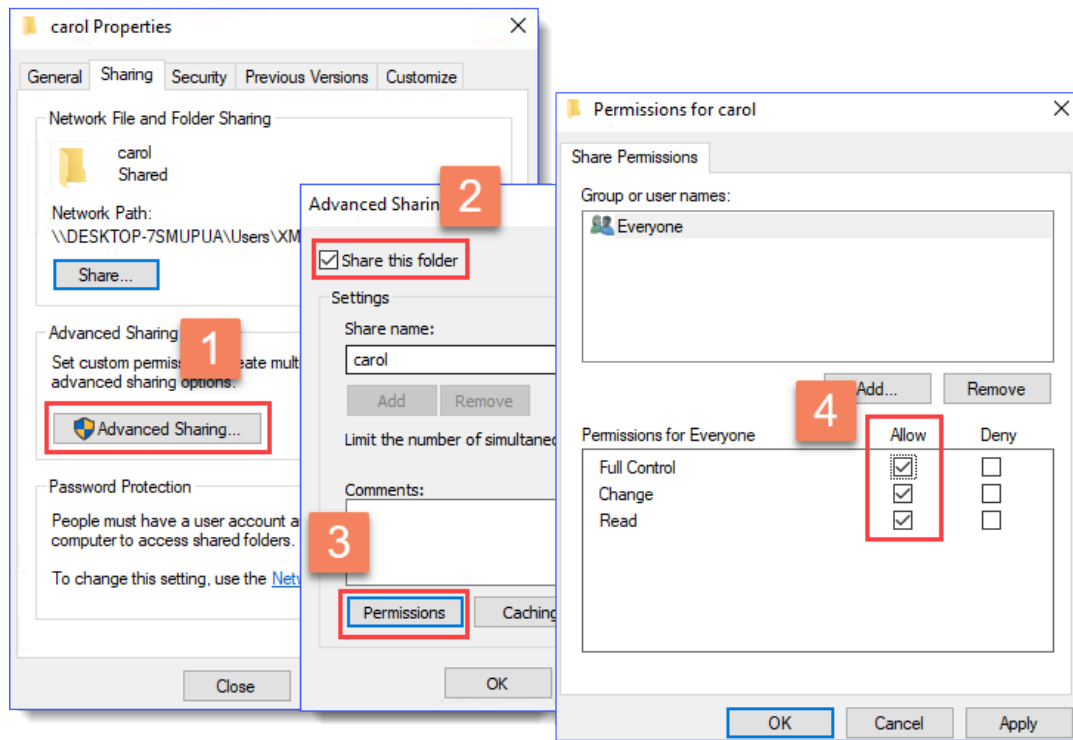 carol Properties
General Sharing Security Previous Versions Customize
Network File and Folder Sharing
carol
Shared
Network Path:
\\DESKTOP-7SMUPUA\Users\XM
Share...
Advanced Sharing
1
Set custom eate mult
advanced sharing options.
Advanced Sharing...
Password Protection
People must have a user account a
computer to access shared folders.
To change this setting, use the Net
Close
Advanced Sharin
2
Share this folder
Settings
Share name:
carol
Add Remove
Limit the number of simultaneo
Comments:
3
Permissions Caching
OK
Permissions for carol
Share Permissions
Group or user names:
Everyone
Add... Remove
4
Permissions for Everyone Allow Deny
Full Control
Change
Read
OK Cancel Apply